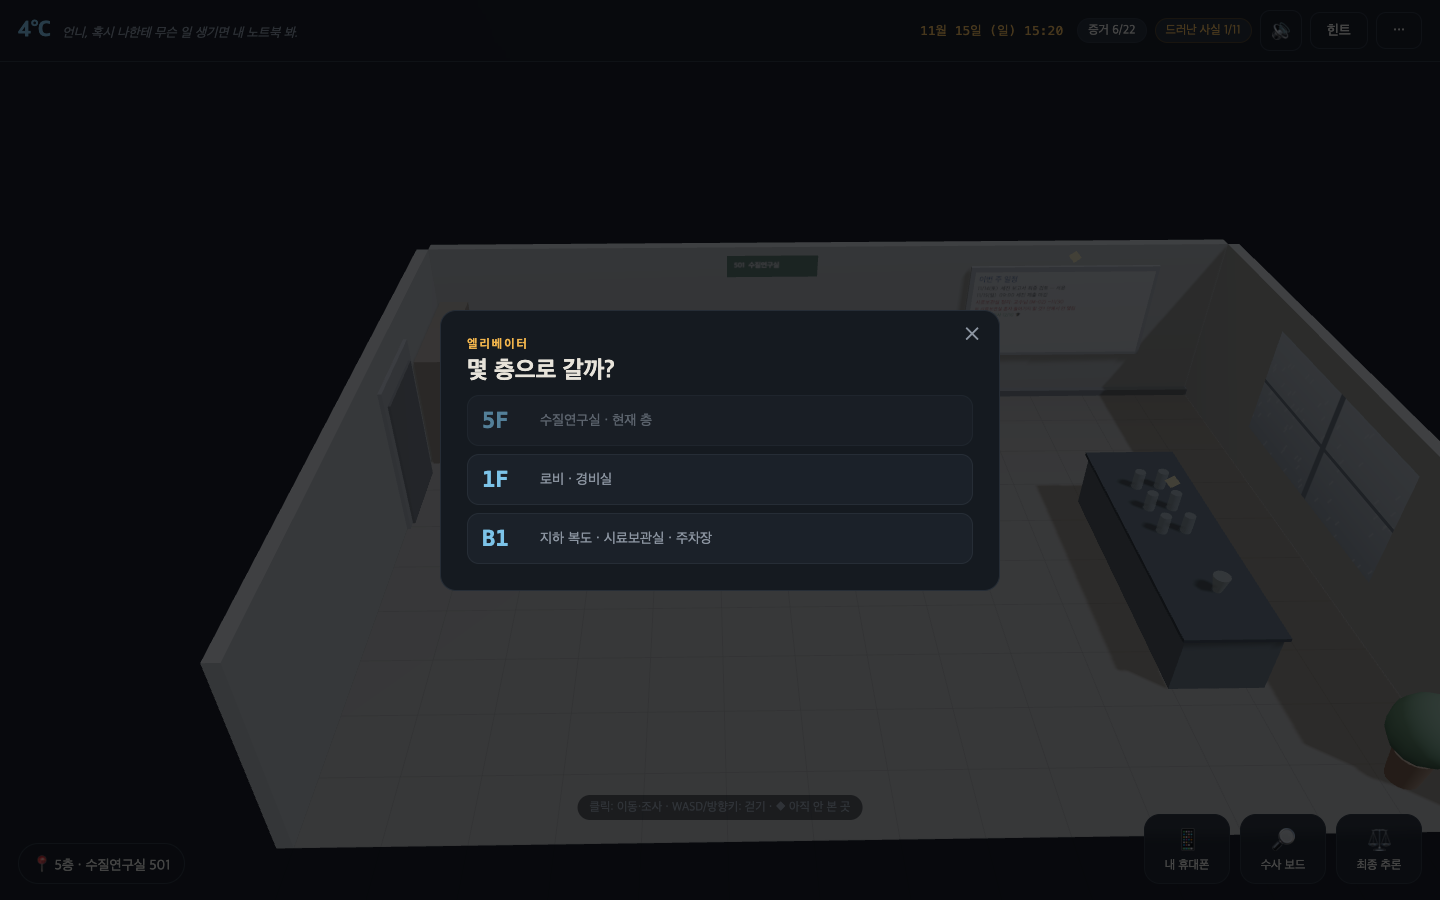 4°C 언니, 혹시 나한테 무슨 일 생기면 내 노트북 봐.
11월 15일 (일) 15:20 증거 6/22 드러난 사실 1/11 힌트 ...
501 수질연구실
엘리베이터
몇 층으로 갈까?
5F 수질연구실 · 현재 층
1F 로비 · 경비실
B1 지하 복도 · 시료보관실 · 주차장
클릭: 이동·조사 · WASD/방향키: 걷기 · ◆ 아직 안 본 곳
5층 · 수질연구실 501
내 휴대폰
수사 보드
최종 추론